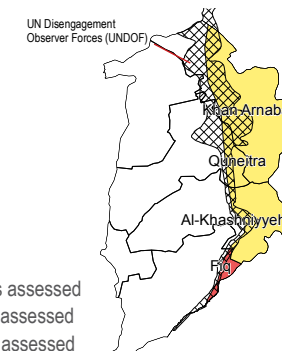 UN Disengagement
Observer Forces (UNDOF)
Khan Arnab
Quneitra
Al-Khashniyyeh
Fiq
s assessed
assessed
assessed